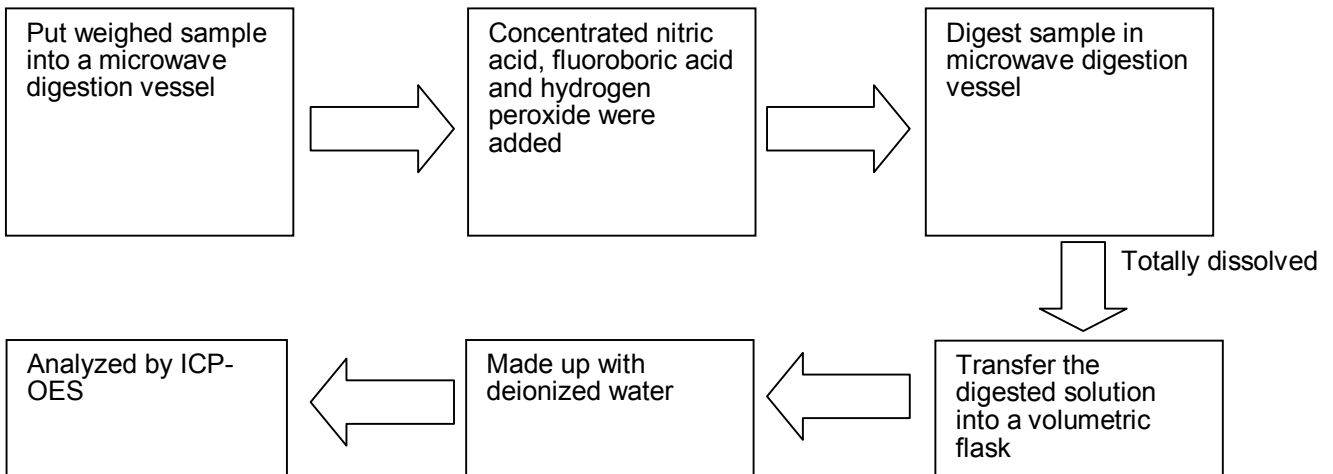 Put weighed sample
into a microwave
digestion vessel
Concentrated nitric
acid, fluoroboric acid
and hydrogen
peroxide were
added
Digest sample in
microwave digestion
vessel
Totally dissolved
Transfer the
digested solution
into a volumetric
flask
Made up with
deionized water
Analyzed by ICP-
OES